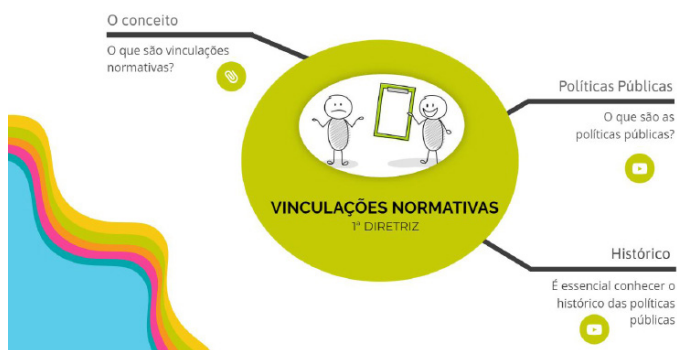 O conceito
O que são vinculações
normativas?
Políticas Públicas
O que são as
políticas públicas?
VINCULAÇÕES NORMATIVAS
1ª DIRETRIZ
Histórico
É essencial conhecer o
histórico das políticas
públicas